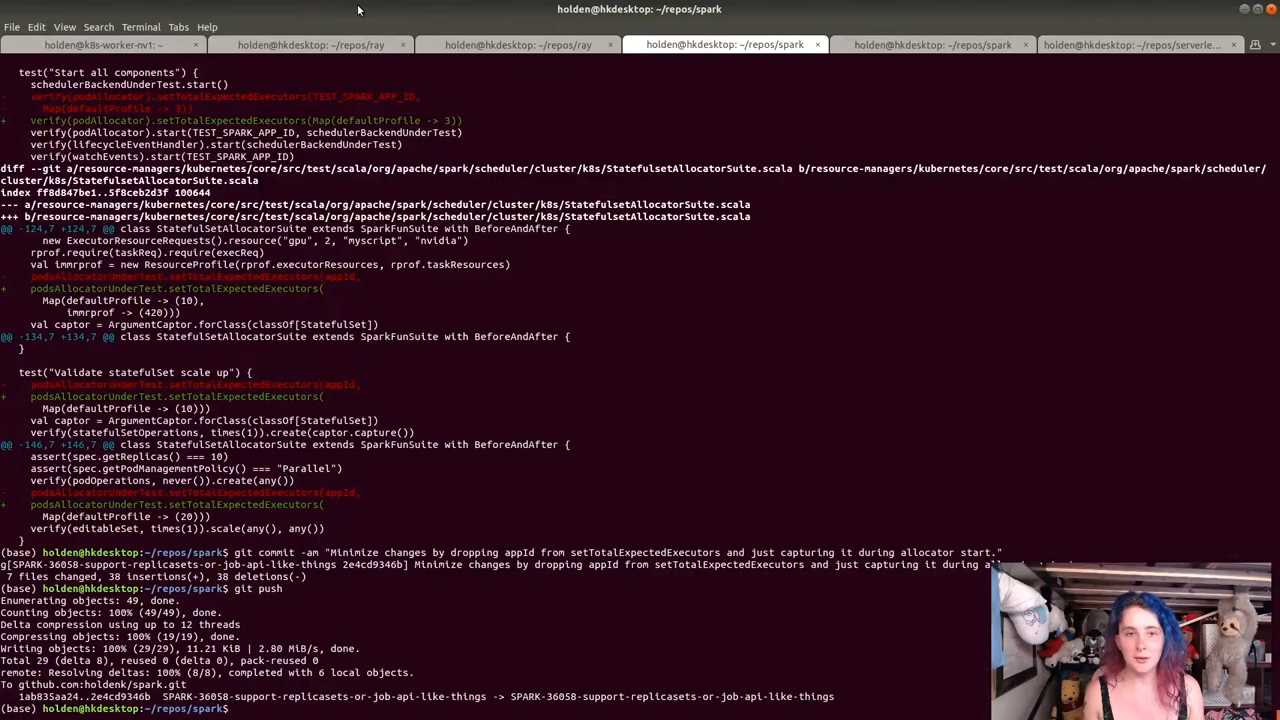 holden@hkdesktop: ~/repos/spark
File Edit View Search Terminal Tabs Help
holden@k8s-worker-nv1: ~ × holden@hkdesktop: ~/repos/ray × holden@hkdesktop: ~/repos/ray × holden@hkdesktop: ~/repos/spark × holden@hkdesktop: ~/repos/spark × holden@hkdesktop: ~/repos/serverle... ×
test("Start all components") {
schedulerBackendUnderTest.start()
- verify(podAllocator).setTotalExpectedExecutors(TEST_SPARK_APP_ID,
- Map(defaultProfile -> 3))
+ verify(podAllocator).setTotalExpectedExecutors(Map(defaultProfile -> 3))
verify(podAllocator).start(TEST_SPARK_APP_ID, schedulerBackendUnderTest)
verify(lifecycleEventHandler).start(schedulerBackendUnderTest)
verify(watchEvents).start(TEST_SPARK_APP_ID)
diff --git a/resource-managers/kubernetes/core/src/test/scala/org/apache/spark/scheduler/cluster/k8s/StatefulsetAllocatorSuite.scala b/resource-managers/kubernetes/core/src/test/scala/org/apache/spark/scheduler/
cluster/k8s/StatefulsetAllocatorSuite.scala
index ff8d847be1..5f8ceb2d3f 100644
--- a/resource-managers/kubernetes/core/src/test/scala/org/apache/spark/scheduler/cluster/k8s/StatefulsetAllocatorSuite.scala
+++ b/resource-managers/kubernetes/core/src/test/scala/org/apache/spark/scheduler/cluster/k8s/StatefulsetAllocatorSuite.scala
@@ -124,7 +124,7 @@ class StatefulSetAllocatorSuite extends SparkFunSuite with BeforeAndAfter {
new ExecutorResourceRequests().resource("gpu", 2, "myscript", "nvidia")
rprof.require(taskReq).require(execReq)
val immrprof = new ResourceProfile(rprof.executorResources, rprof.taskResources)
- podsAllocatorUnderTest.setTotalExpectedExecutors(appId,
+ podsAllocatorUnderTest.setTotalExpectedExecutors(
Map(defaultProfile -> (10),
immrprof -> (420)))
val captor = ArgumentCaptor.forClass(classOf[StatefulSet])
@@ -134,7 +134,7 @@ class StatefulSetAllocatorSuite extends SparkFunSuite with BeforeAndAfter {
}
test("Validate statefulSet scale up") {
- podsAllocatorUnderTest.setTotalExpectedExecutors(appId,
+ podsAllocatorUnderTest.setTotalExpectedExecutors(
Map(defaultProfile -> (10)))
val captor = ArgumentCaptor.forClass(classOf[StatefulSet])
verify(statefulSetOperations, times(1)).create(captor.capture())
@@ -146,7 +146,7 @@ class StatefulSetAllocatorSuite extends SparkFunSuite with BeforeAndAfter {
assert(spec.getReplicas() === 10)
assert(spec.getPodManagementPolicy() === "Parallel")
verify(podOperations, never()).create(any())
- podsAllocatorUnderTest.setTotalExpectedExecutors(appId,
+ podsAllocatorUnderTest.setTotalExpectedExecutors(
Map(defaultProfile -> (20)))
verify(editableSet, times(1)).scale(any(), any())
}
(base) holden@hkdesktop:~/repos/spark$ git commit -am "Minimize changes by dropping appId from setTotalExpectedExecutors and just capturing it during allocator start."
g[SPARK-36058-support-replicasets-or-job-api-like-things 2e4cd9346b] Minimize changes by dropping appId from setTotalExpectedExecutors and just capturing it during
7 files changed, 38 insertions(+), 38 deletions(-)
(base) holden@hkdesktop:~/repos/spark$ git push
Enumerating objects: 49, done.
Counting objects: 100% (49/49), done.
Delta compression using up to 12 threads
Compressing objects: 100% (19/19), done.
Writing objects: 100% (29/29), 11.21 KiB | 2.80 MiB/s, done.
Total 29 (delta 8), reused 0 (delta 0), pack-reused 0
remote: Resolving deltas: 100% (8/8), completed with 6 local objects.
To github.com:holdenk/spark.git
1ab835aa24..2e4cd9346b SPARK-36058-support-replicasets-or-job-api-like-things -> SPARK-36058-support-replicasets-or-job-api-like-things
(base) holden@hkdesktop:~/repos/spark$